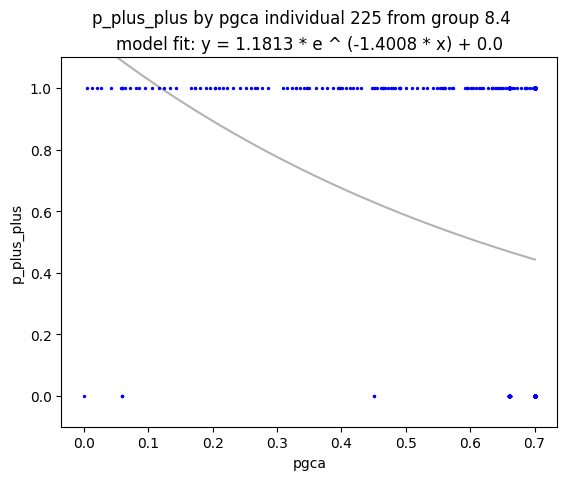 p_plus_plus by pgca individual 225 from group 8.4
model fit: y = 1.1813 * e ^ (-1.4008 * x) + 0.0
1.0
0.8
0.6
0.4
0.2
0.0
p_plus_plus
0.0 0.1 0.2 0.3 0.4 0.5 0.6 0.7
pgca